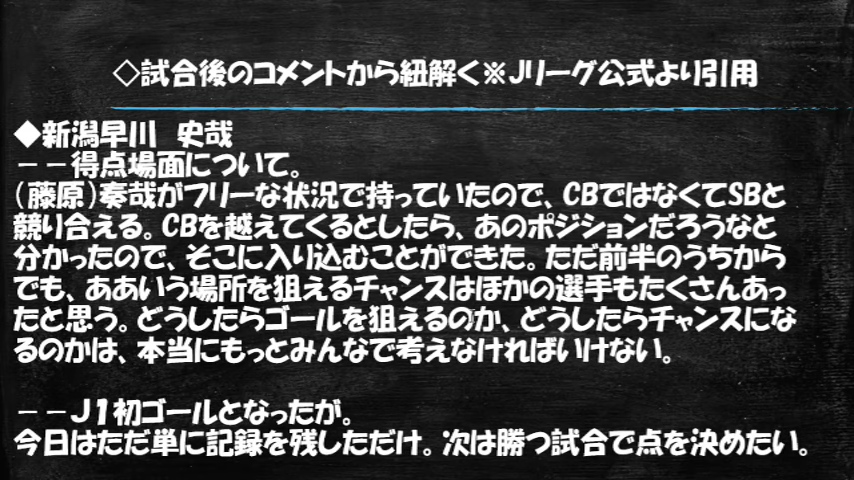 ◇試合後のコメントから紐解く※Jリーグ公式より引用
◆新潟早川　史哉
－－得点場面について。
（藤原）奏哉がフリーな状況で持っていたので、CBではなくてSBと
競り合える。CBを越えてくるとしたら、あのポジションだろうなと
分かったので、そこに入り込むことができた。ただ前半のうちから
でも、ああいう場所を狙えるチャンスはほかの選手もたくさんあっ
たと思う。どうしたらゴールを狙えるのか、どうしたらチャンスにな
るのかは、本当にもっとみんなで考えなければいけない。
－－J１初ゴールとなったが。
今日はただ単に記録を残しただけ。次は勝つ試合で点を決めたい。